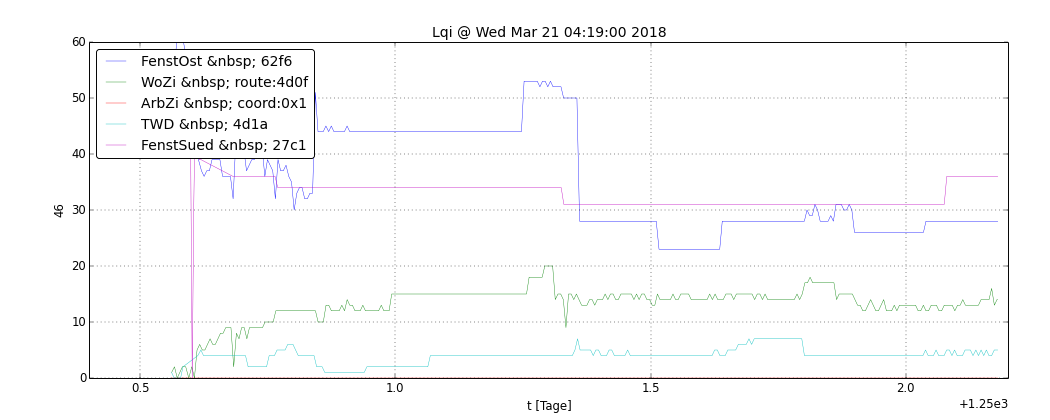 Lqi @ Wed Mar 21 04:19:00 2018
60
FenstOst &nbsp; 62f6
WoZi &nbsp; route:4d0f
ArbZi &nbsp; coord:0x1
TWD &nbsp; 4d1a
FenstSued &nbsp; 27c1
50
40
30
20
10
0
46
0.5
1.0
1.5
2.0
t [Tage]
+1.25e3